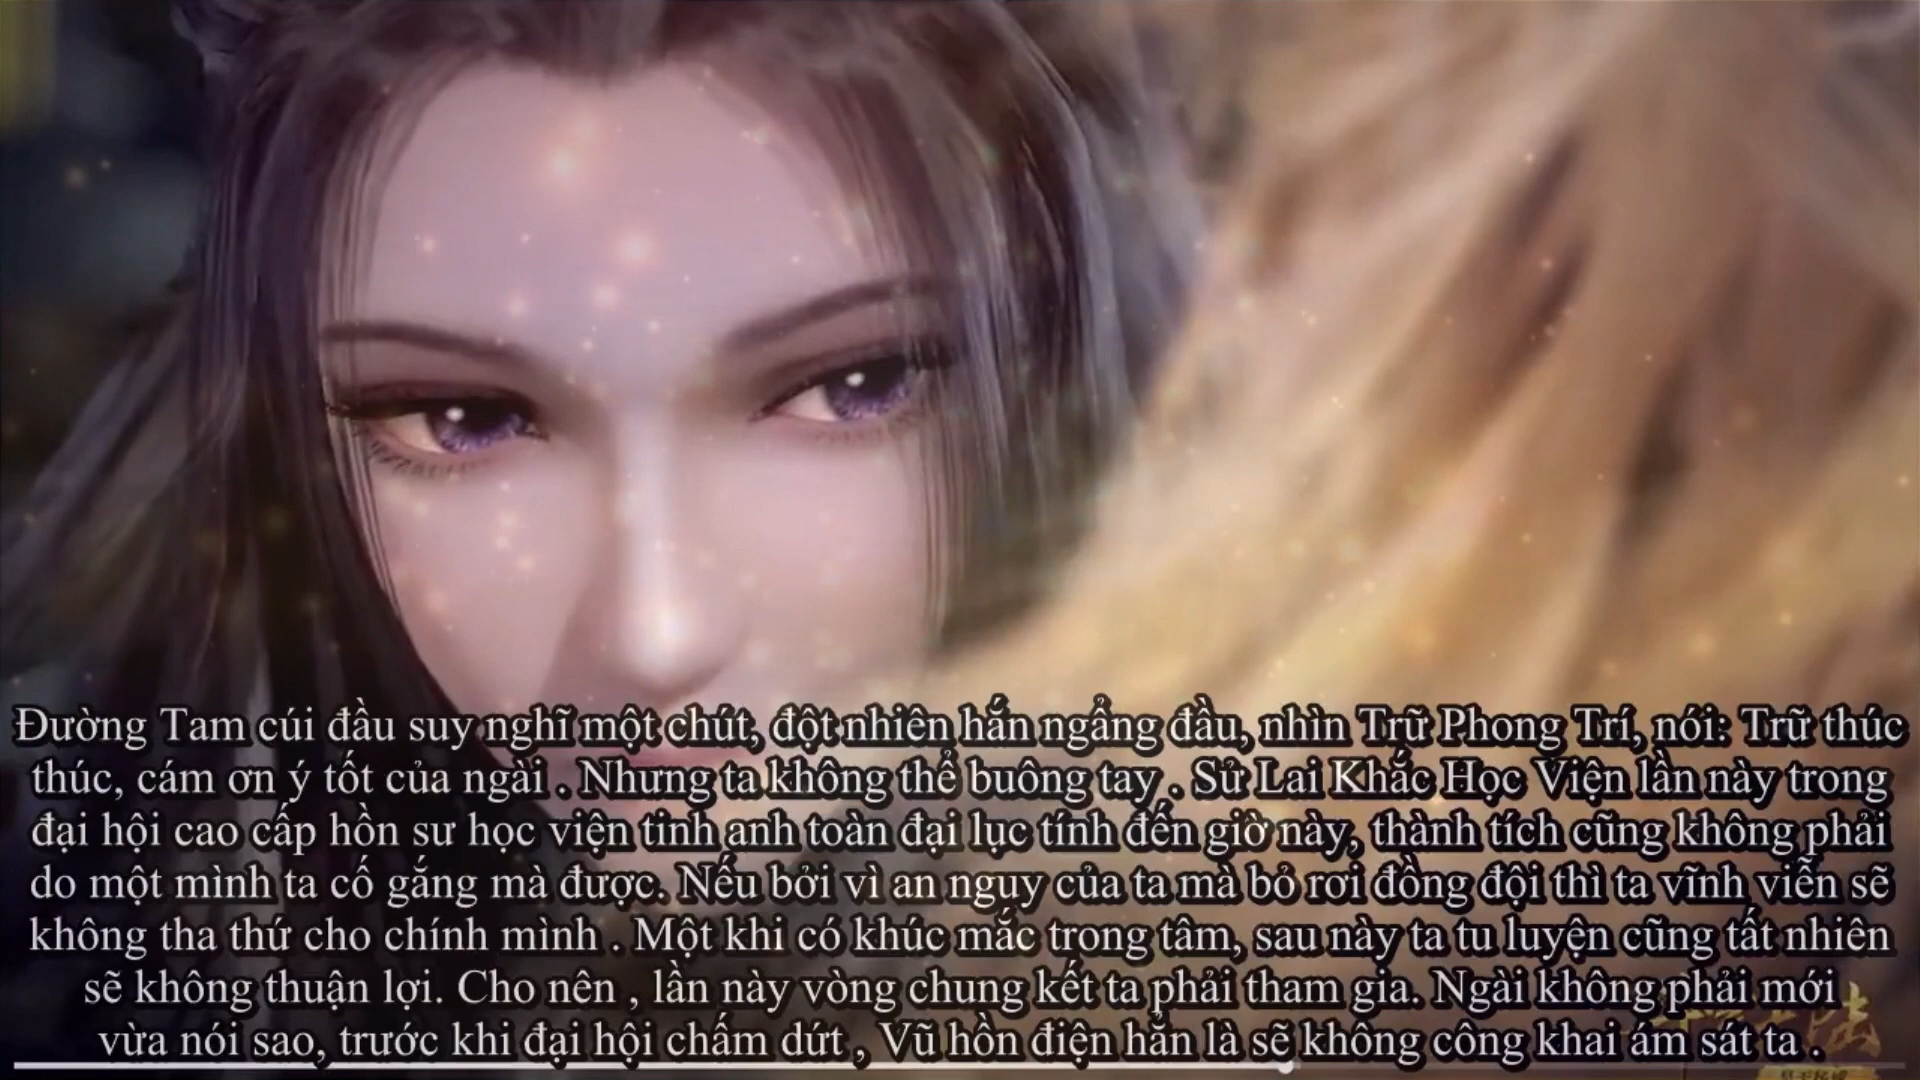 Đường Tam cúi đầu suy nghĩ một chút, đột nhiên hắn ngẩng đầu, nhìn Trữ Phong Trí, nói: Trữ thúc
thúc, cám ơn ý tốt của ngài . Nhưng ta không thể buông tay . Sử Lai Khắc Học Viện lần này trong
đại hội cao cấp hồn sư học viện tinh anh toàn đại lục tính đến giờ này, thành tích cũng không phải
do một mình ta cố gắng mà được. Nếu bởi vì an nguy của ta mà bỏ rơi đồng đội thì ta vĩnh viễn sẽ
không tha thứ cho chính mình . Một khi có khúc mắc trong tâm, sau này ta tu luyện cũng tất nhiên
sẽ không thuận lợi. Cho nên , lần này vòng chung kết ta phải tham gia. Ngài không phải mới
vừa nói sao, trước khi đại hội chấm dứt , Vũ hồn điện hẳn là sẽ không công khai ám sát ta .